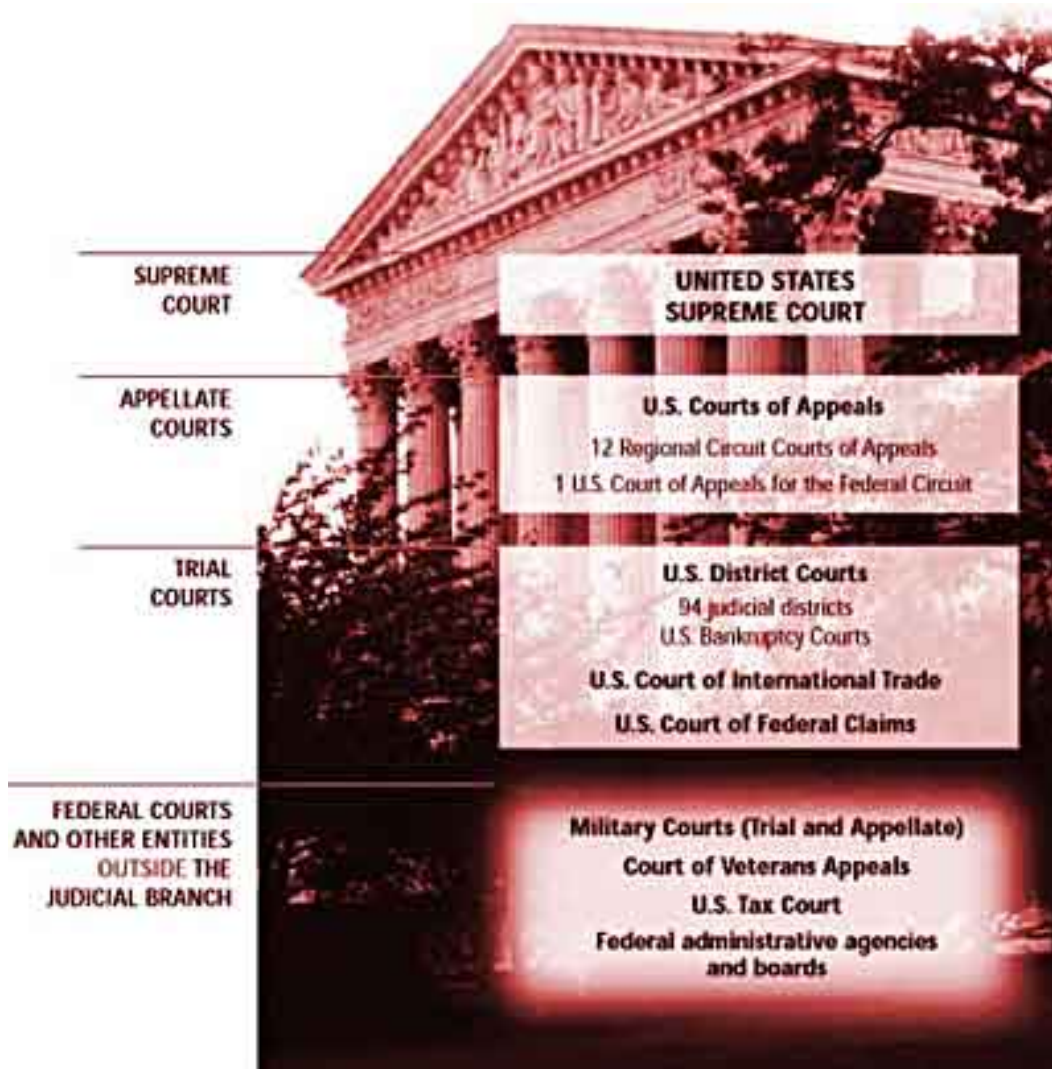 SUPREME
COURT
UNITED STATES
SUPREME COURT
APPELLATE
COURTS
U.S. Courts of Appeals
12 Regional Circuit Courts of Appeals
1 U.S. Court of Appeals for the Federal Circuit
TRIAL
COURTS
U.S. District Courts
94 judicial districts
U.S. Bankruptcy Courts
U.S. Court of International Trade
U.S. Court of Federal Claims
FEDERAL COURTS
AND OTHER ENTITIES
OUTSIDE THE
JUDICIAL BRANCH
Military Courts (Trial and Appellate)
Court of Veterans Appeals
U.S. Tax Court
Federal administrative agencies
and boards